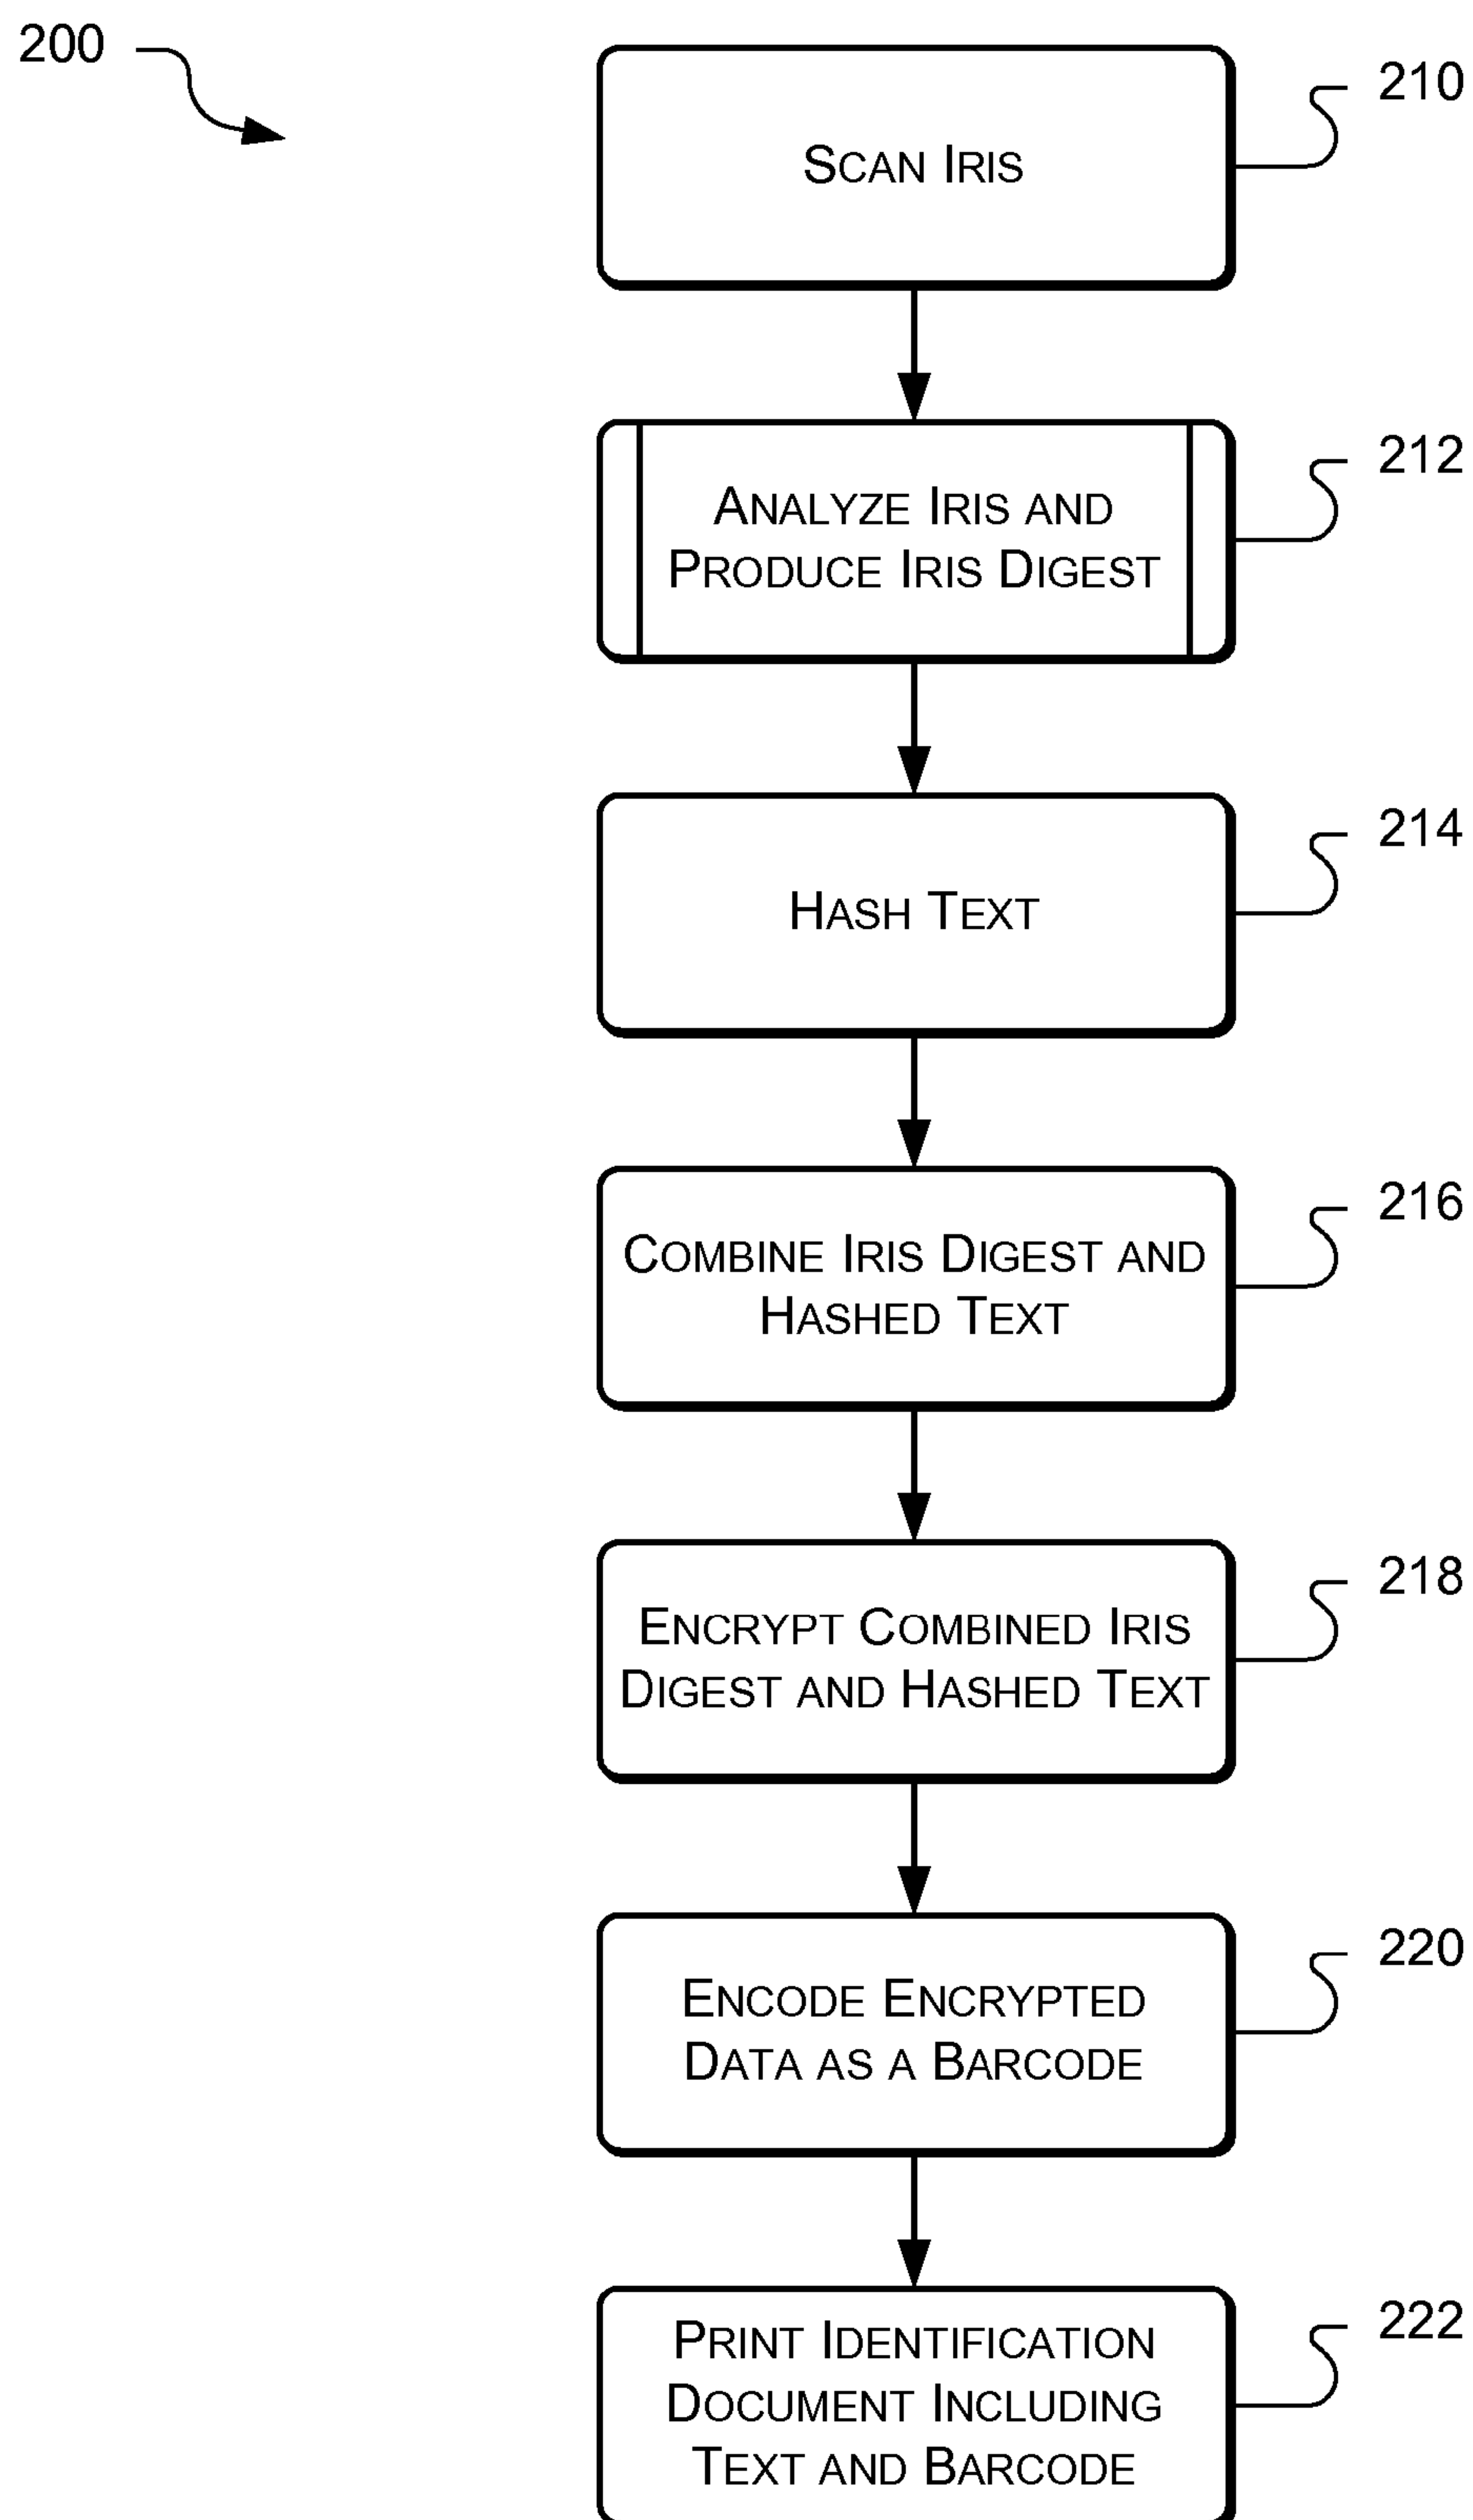 200
210
SCAN IRIS
212
ANALYZE IRIS AND
PRODUCE IRIS DIGEST
214
HASH TEXT
216
COMBINE IRIS DIGEST AND
HASHED TEXT
218
ENCRYPT COMBINED IRIS
DIGEST AND HASHED TEXT
220
ENCODE ENCRYPTED
DATA AS A BARCODE
222
PRINT IDENTIFICATION
DOCUMENT INCLUDING
TEXT AND BARCODE